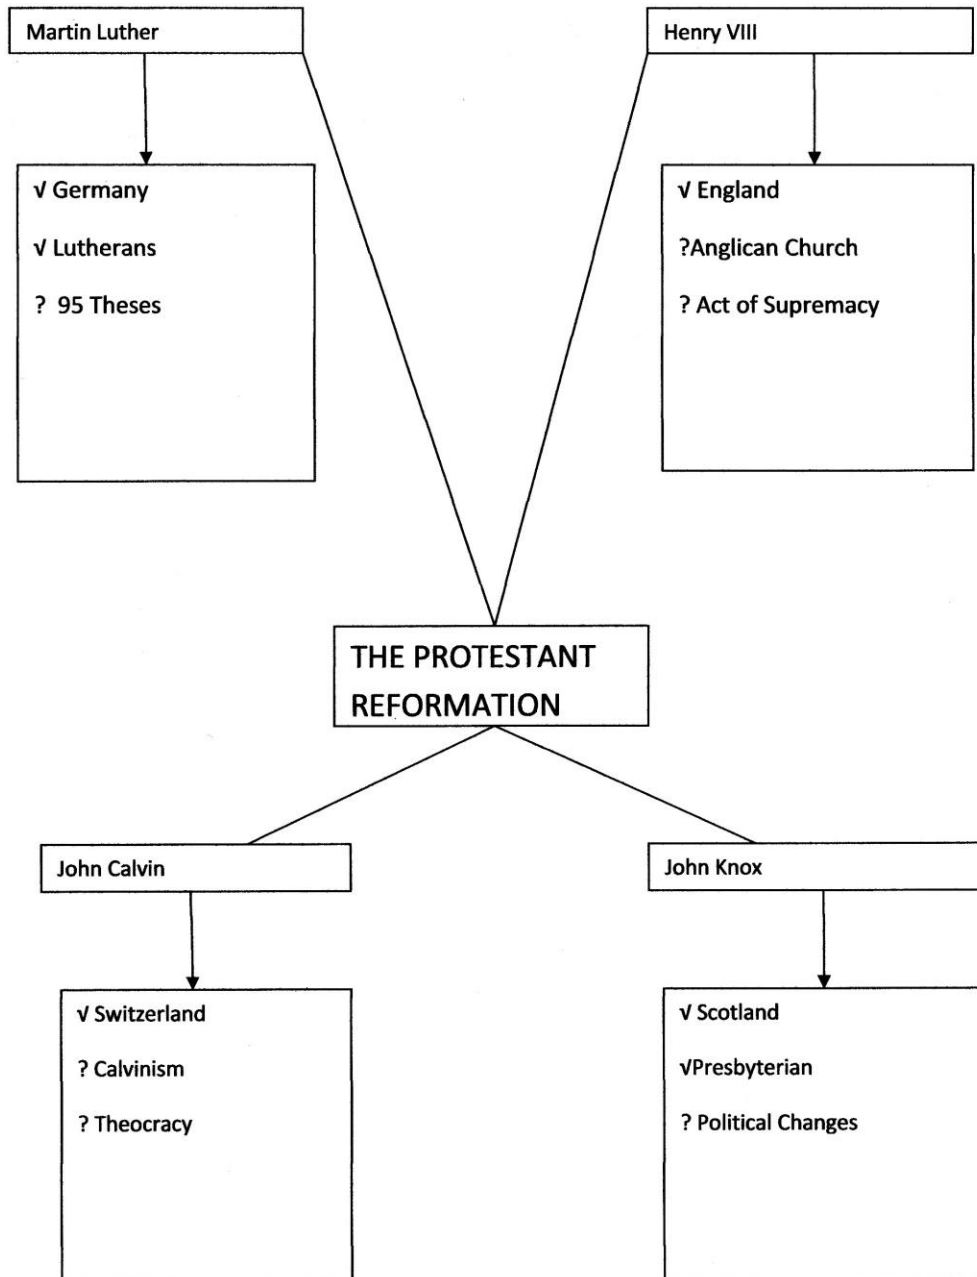 Martin Luther
Henry VIII
√ Germany
√ Lutherans
? 95 Theses
√ England
?Anglican Church
? Act of Supremacy
THE PROTESTANT
REFORMATION
John Calvin
John Knox
√ Switzerland
? Calvinism
? Theocracy
√ Scotland
√Presbyterian
? Political Changes